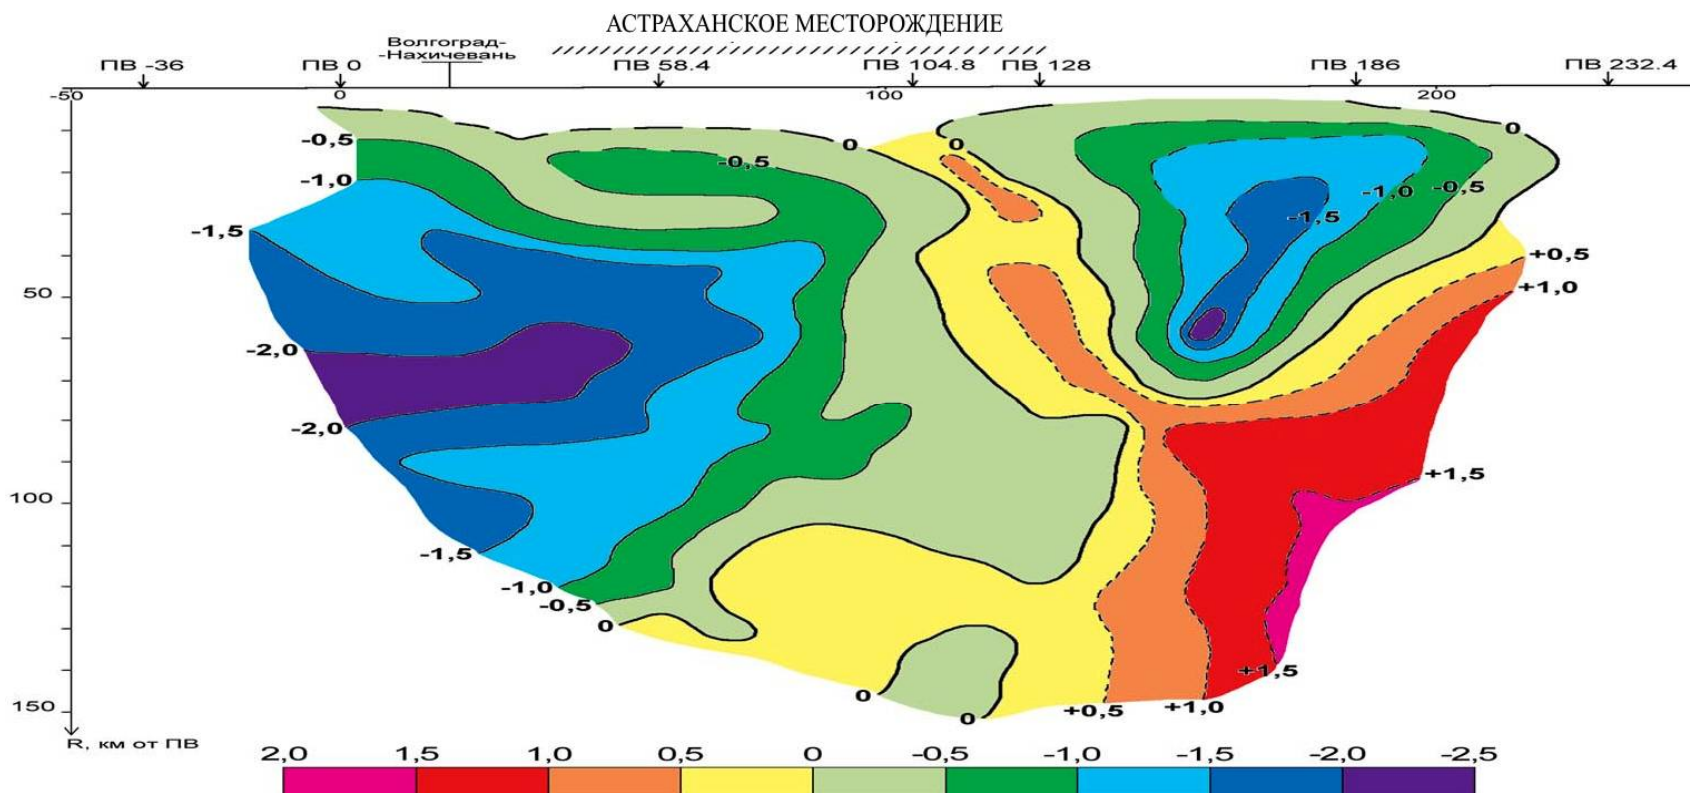 АСТРАХАНСКОЕ МЕСТОРОЖДЕНИЕ
Волгоград-
-Нахичевань
ПВ -36 ПВ 0 ПВ 58.4 ПВ 104.8 ПВ 128 ПВ 186 ПВ 232.4
-50 0 100 200
0
0 0
-0,5 -0,5
-1,0 -1,0 -0,5
-1,5 -1,5
+0,5
50 +1,0
-2,0
-2,0
+1,5
100
-1,5
-1,0
-0,5
0
+1,5
0 0 +0,5 +1,0
150
R, км от ПВ
2,0 1,5 1,0 0,5 0 -0,5 -1,0 -1,5 -2,0 -2,5